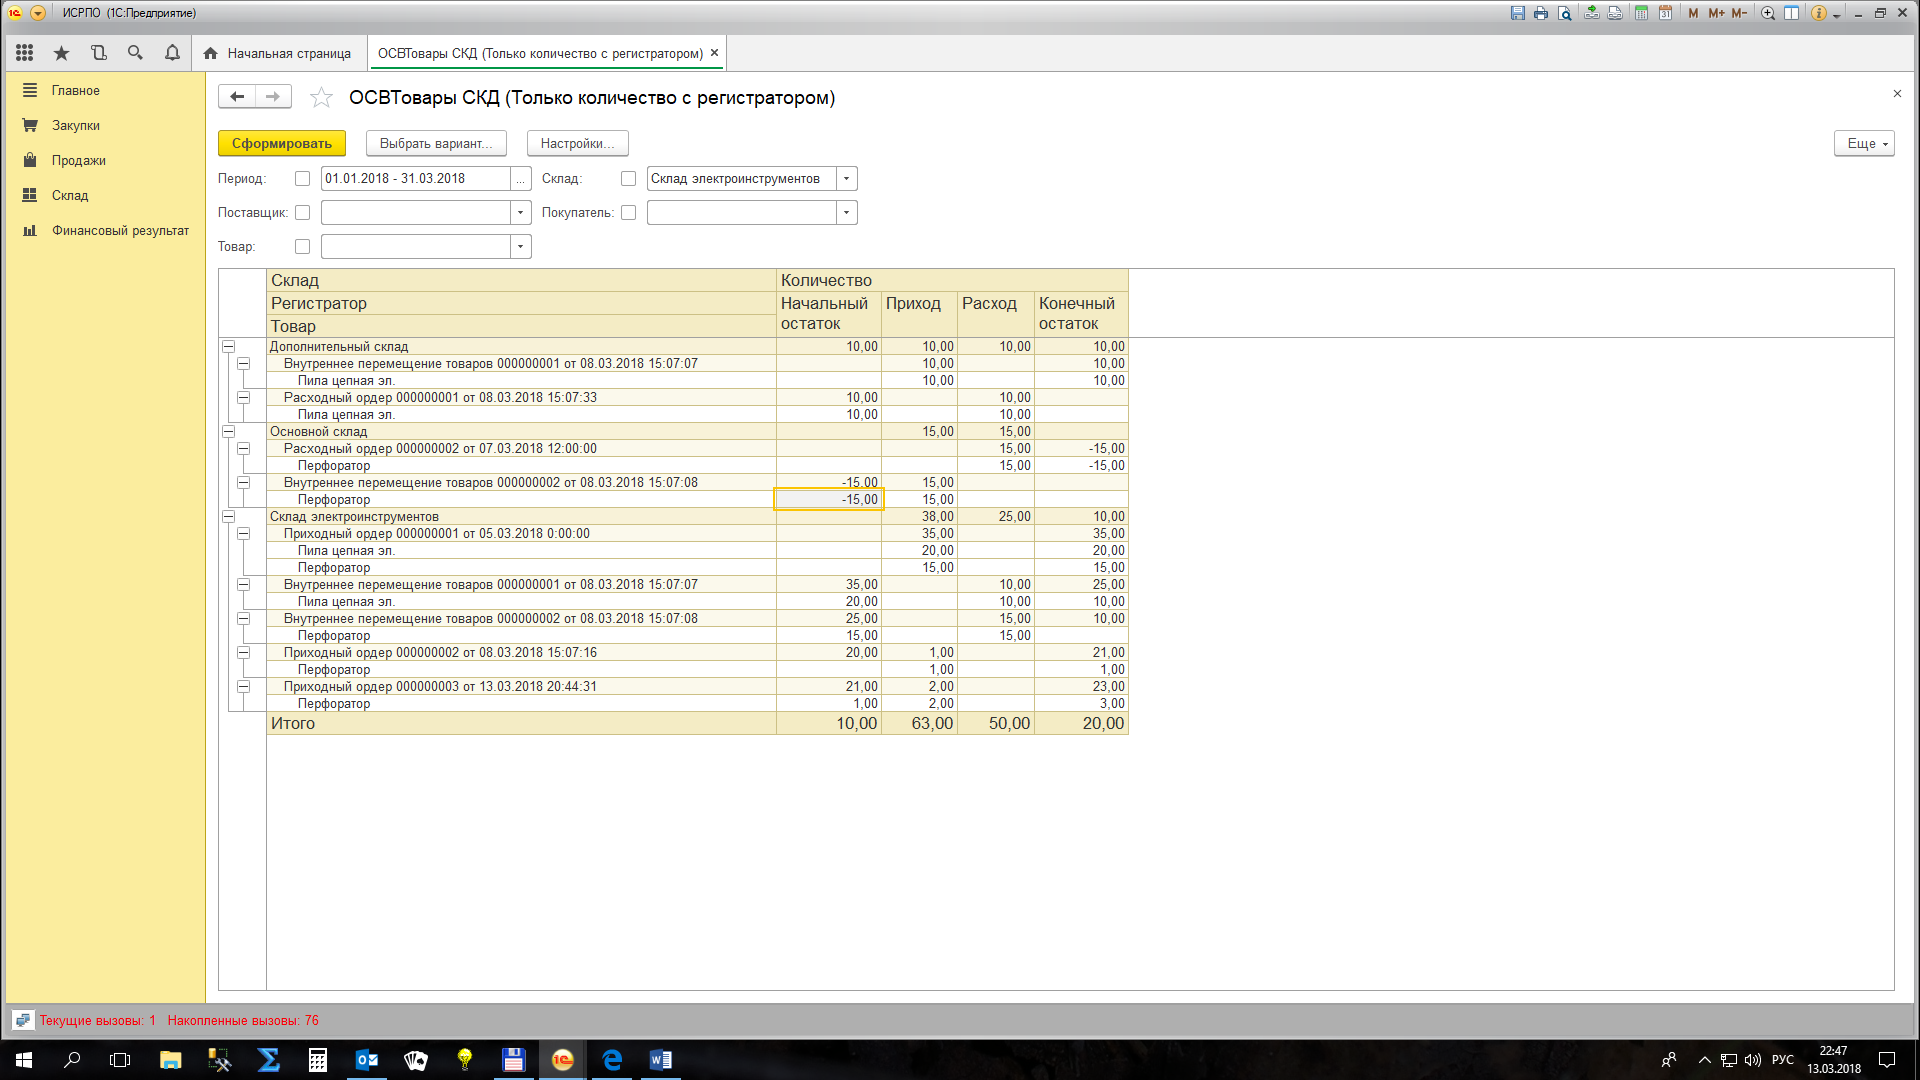 ИСРПО (1С:Предприятие)
M M+ M-
Начальная страница
ОСВТовары СКД (Только количество с регистратором) ×
Главное
Закупки
Продажи
Склад
Финансовый результат
ОСВТовары СКД (Только количество с регистратором)
Сформировать Выбрать вариант... Настройки... Еще
Период: 01.01.2018 - 31.03.2018 ... Склад: Склад электроинструментов
Поставщик: Покупатель:
Товар:
Склад Количество
Регистратор Начальный остаток Приход Расход Конечный остаток
Товар
Дополнительный склад 10,00 10,00 10,00 10,00
Внутреннее перемещение товаров 000000001 от 08.03.2018 15:07:07 10,00 10,00
Пила цепная эл. 10,00 10,00
Расходный ордер 000000001 от 08.03.2018 15:07:33 10,00 10,00
Пила цепная эл. 10,00 10,00
Основной склад 15,00 15,00
Расходный ордер 000000002 от 07.03.2018 12:00:00 15,00 -15,00
Перфоратор 15,00 -15,00
Внутреннее перемещение товаров 000000002 от 08.03.2018 15:07:08 -15,00 15,00
Перфоратор -15,00 15,00
Склад электроинструментов 38,00 25,00 10,00
Приходный ордер 000000001 от 05.03.2018 0:00:00 35,00 35,00
Пила цепная эл. 20,00 20,00
Перфоратор 15,00 15,00
Внутреннее перемещение товаров 000000001 от 08.03.2018 15:07:07 35,00 10,00 25,00
Пила цепная эл. 20,00 10,00 10,00
Внутреннее перемещение товаров 000000002 от 08.03.2018 15:07:08 25,00 15,00 10,00
Перфоратор 15,00 15,00
Приходный ордер 000000002 от 08.03.2018 15:07:16 20,00 1,00 21,00
Перфоратор 1,00 1,00
Приходный ордер 000000003 от 13.03.2018 20:44:31 21,00 2,00 23,00
Перфоратор 1,00 2,00 3,00
Итого 10,00 63,00 50,00 20,00
Текущие вызовы: 1 Накопленные вызовы: 76
РУС
22:47
13.03.2018